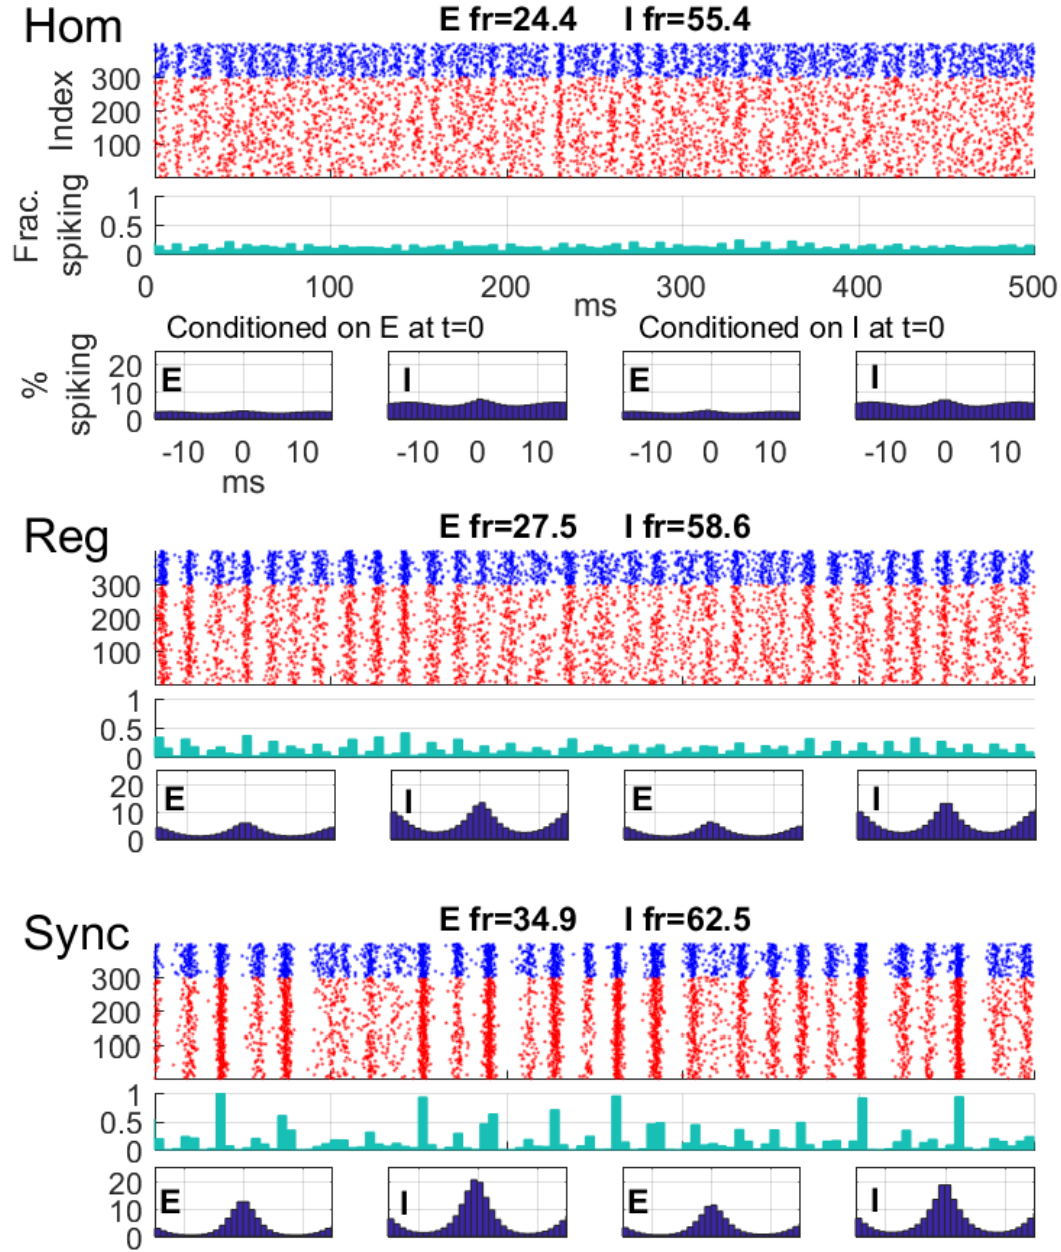 Hom
E fr=24.4 I fr=55.4
Index
300
200
100
Frac.
spiking
1
0.5
0
0 100 200 300 400 500
ms
Conditioned on E at t=0 Conditioned on I at t=0
%
spiking
20
10
0
E I E I
-10 0 10 -10 0 10 -10 0 10 -10 0 10
ms
Reg
E fr=27.5 I fr=58.6
300
200
100
1
0.5
0
20
10
0
E I E I
Sync
E fr=34.9 I fr=62.5
300
200
100
1
0.5
0
20
10
0
E I E I